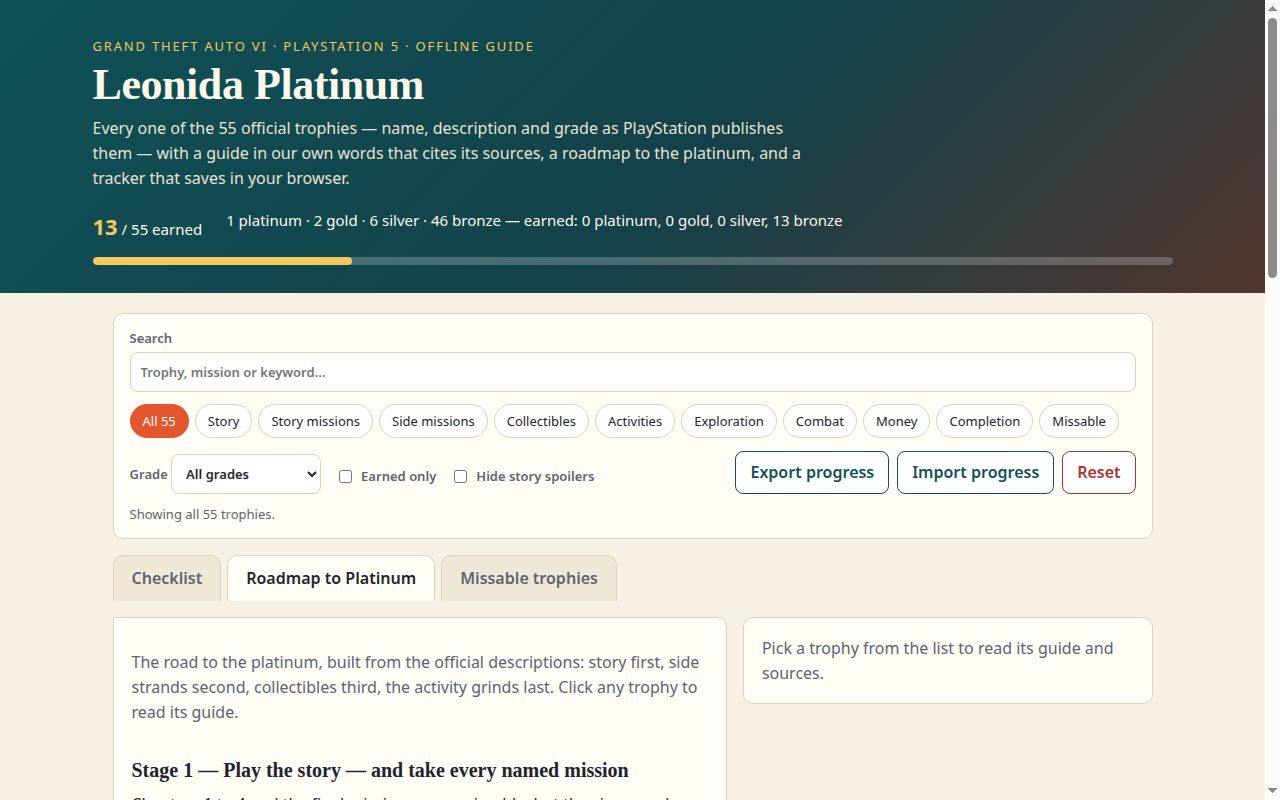 GRAND THEFT AUTO VI · PLAYSTATION 5 · OFFLINE GUIDE
Leonida Platinum
Every one of the 55 official trophies — name, description and grade as PlayStation publishes
them — with a guide in our own words that cites its sources, a roadmap to the platinum, and a
tracker that saves in your browser.
13 / 55 earned
1 platinum · 2 gold · 6 silver · 46 bronze — earned: 0 platinum, 0 gold, 0 silver, 13 bronze
Search
Trophy, mission or keyword...
All 55 Story Story missions Side missions Collectibles Activities Exploration Combat Money Completion Missable
Grade All grades Earned only Hide story spoilers Export progress Import progress Reset
Showing all 55 trophies.
Checklist Roadmap to Platinum Missable trophies
The road to the platinum, built from the official descriptions: story first, side
strands second, collectibles third, the activity grinds last. Click any trophy to
read its guide.
Pick a trophy from the list to read its guide and
sources.
Stage 1 — Play the story — and take every named mission